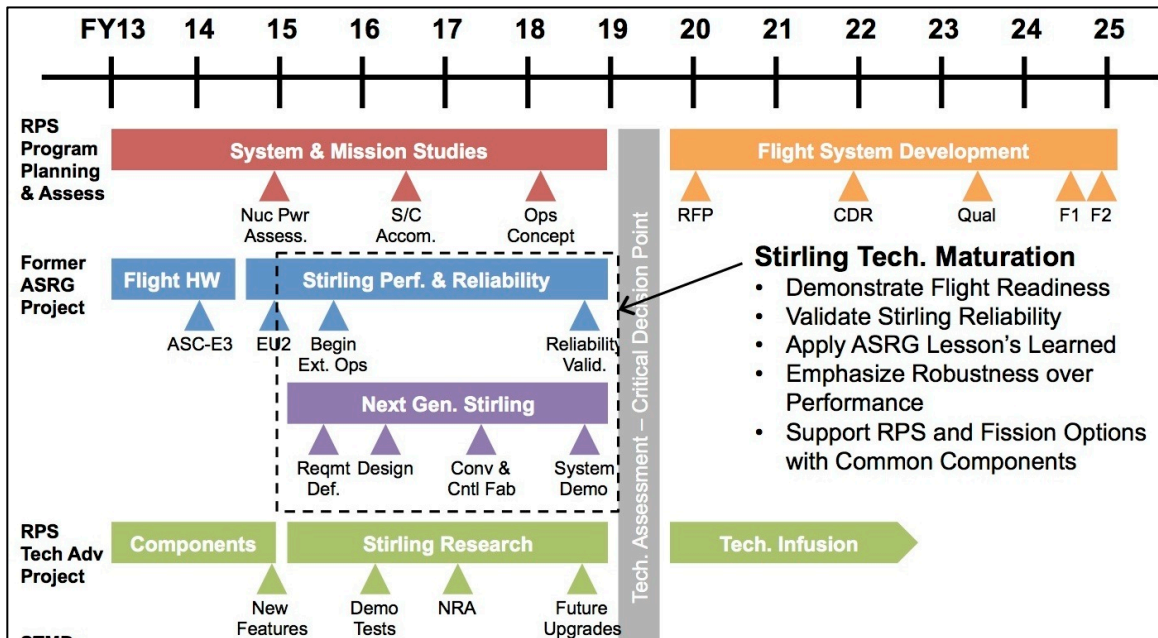 FY13 14 15 16 17 18 19 20 21 22 23 24 25
RPS
Program
Planning
& Assess
System & Mission Studies
Nuc Pwr
Assess.
S/C
Accom.
Ops
Concept
Tech. Assessment – Critical Decision Point
Flight System Development
RFP
CDR
Qual
F1
F2
Former
ASRG
Project
Flight HW
ASC-E3
Stirling Perf. & Reliability
EU2
Begin
Ext. Ops
Reliability
Valid.
Next Gen. Stirling
Reqmt
Def.
Design
Conv &
Cntl Fab
System
Demo
Stirling Tech. Maturation
• Demonstrate Flight Readiness
• Validate Stirling Reliability
• Apply ASRG Lesson's Learned
• Emphasize Robustness over
Performance
• Support RPS and Fission Options
with Common Components
RPS
Tech Adv
Project
Components
New
Features
Stirling Research
Demo
Tests
NRA
Future
Upgrades
Tech. Infusion